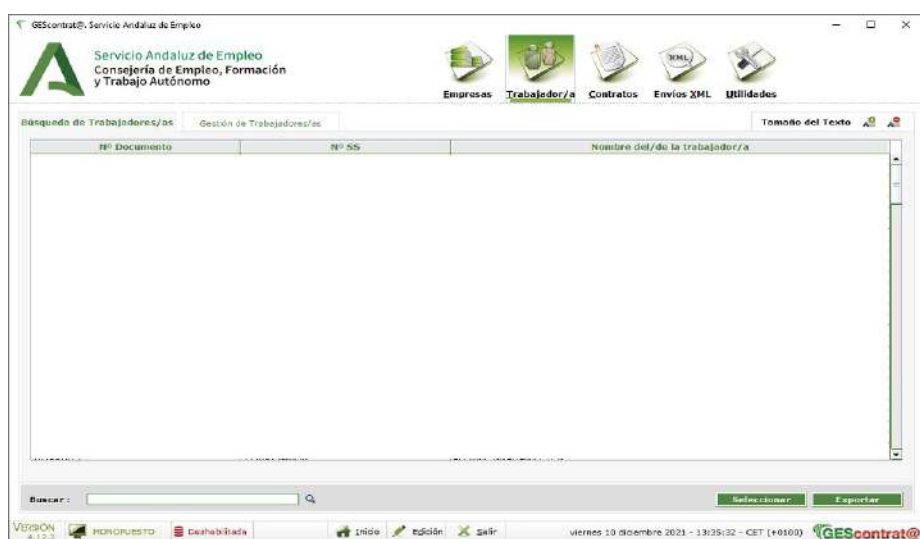 GEScontrat@. Servicio Andaluz de Empleo
Servicio Andaluz de Empleo
Consejería de Empleo, Formación
y Trabajo Autónomo
Empresas Trabajador/a Contratos Envíos XML Utilidades
Búsqueda de Trabajadores/as Gestión de Trabajadores/as Tamaño del Texto
Nº Documento Nº SS Nombre del/de la trabajador/a
Buscar : Seleccionar Exportar
VERSIÓN MONOPUESTO Deshabilitada Inicio Edición Salir viernes 10 diciembre 2021 - 13:35:32 - CET (+0100) GEScontrat@